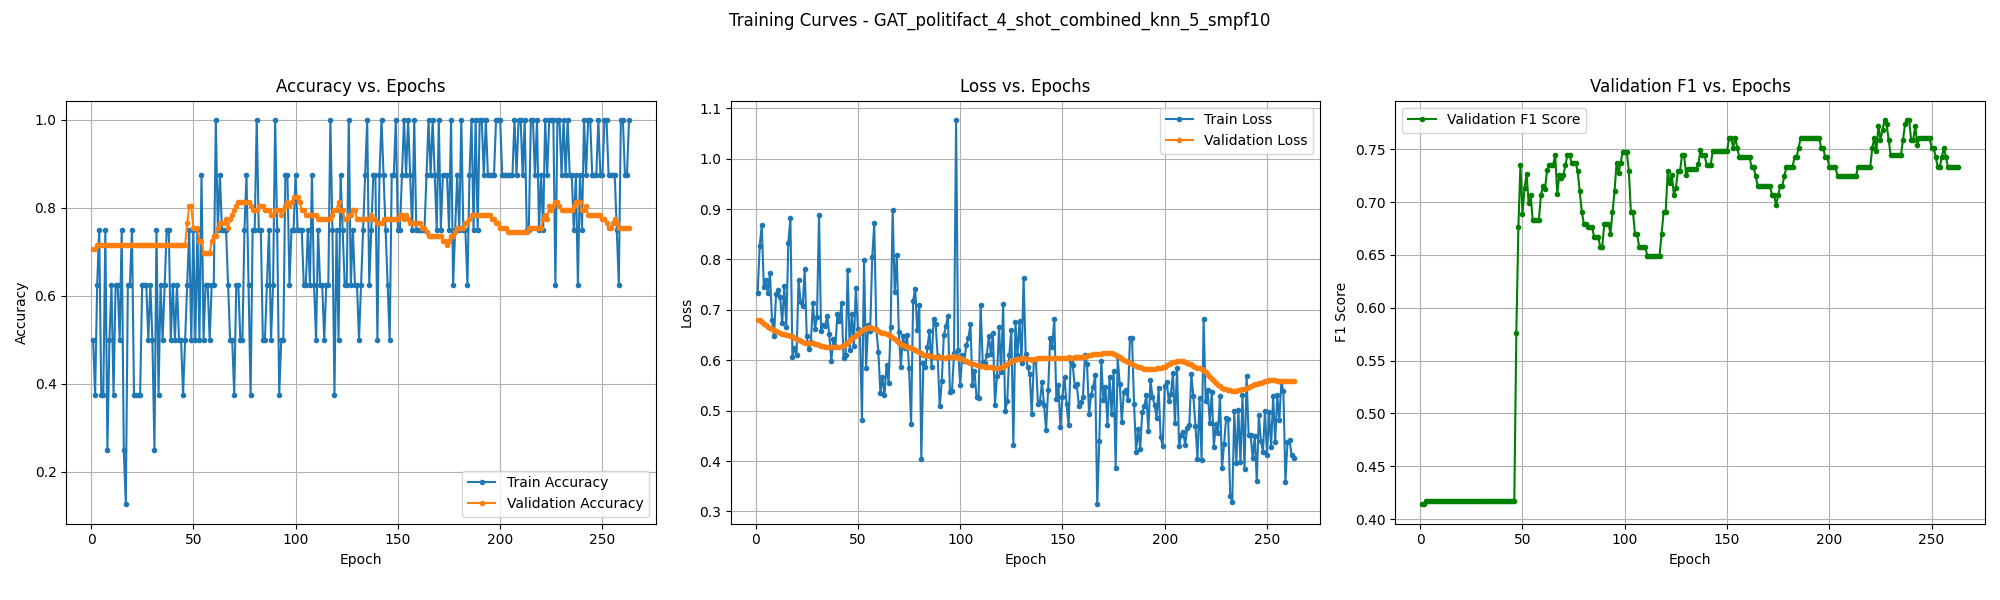 Training Curves - GAT_politifact_4_shot_combined_knn_5_smpf10
Accuracy vs. Epochs
1.0
0.8
0.6
0.4
0.2
Accuracy
Train Accuracy
Validation Accuracy
0 50 100 150 200 250
Epoch
Loss vs. Epochs
1.1
1.0
0.9
0.8
0.7
0.6
0.5
0.4
0.3
Loss
Train Loss
Validation Loss
0 50 100 150 200 250
Epoch
Validation F1 vs. Epochs
Validation F1 Score
0.75
0.70
0.65
0.60
0.55
0.50
0.45
0.40
F1 Score
0 50 100 150 200 250
Epoch